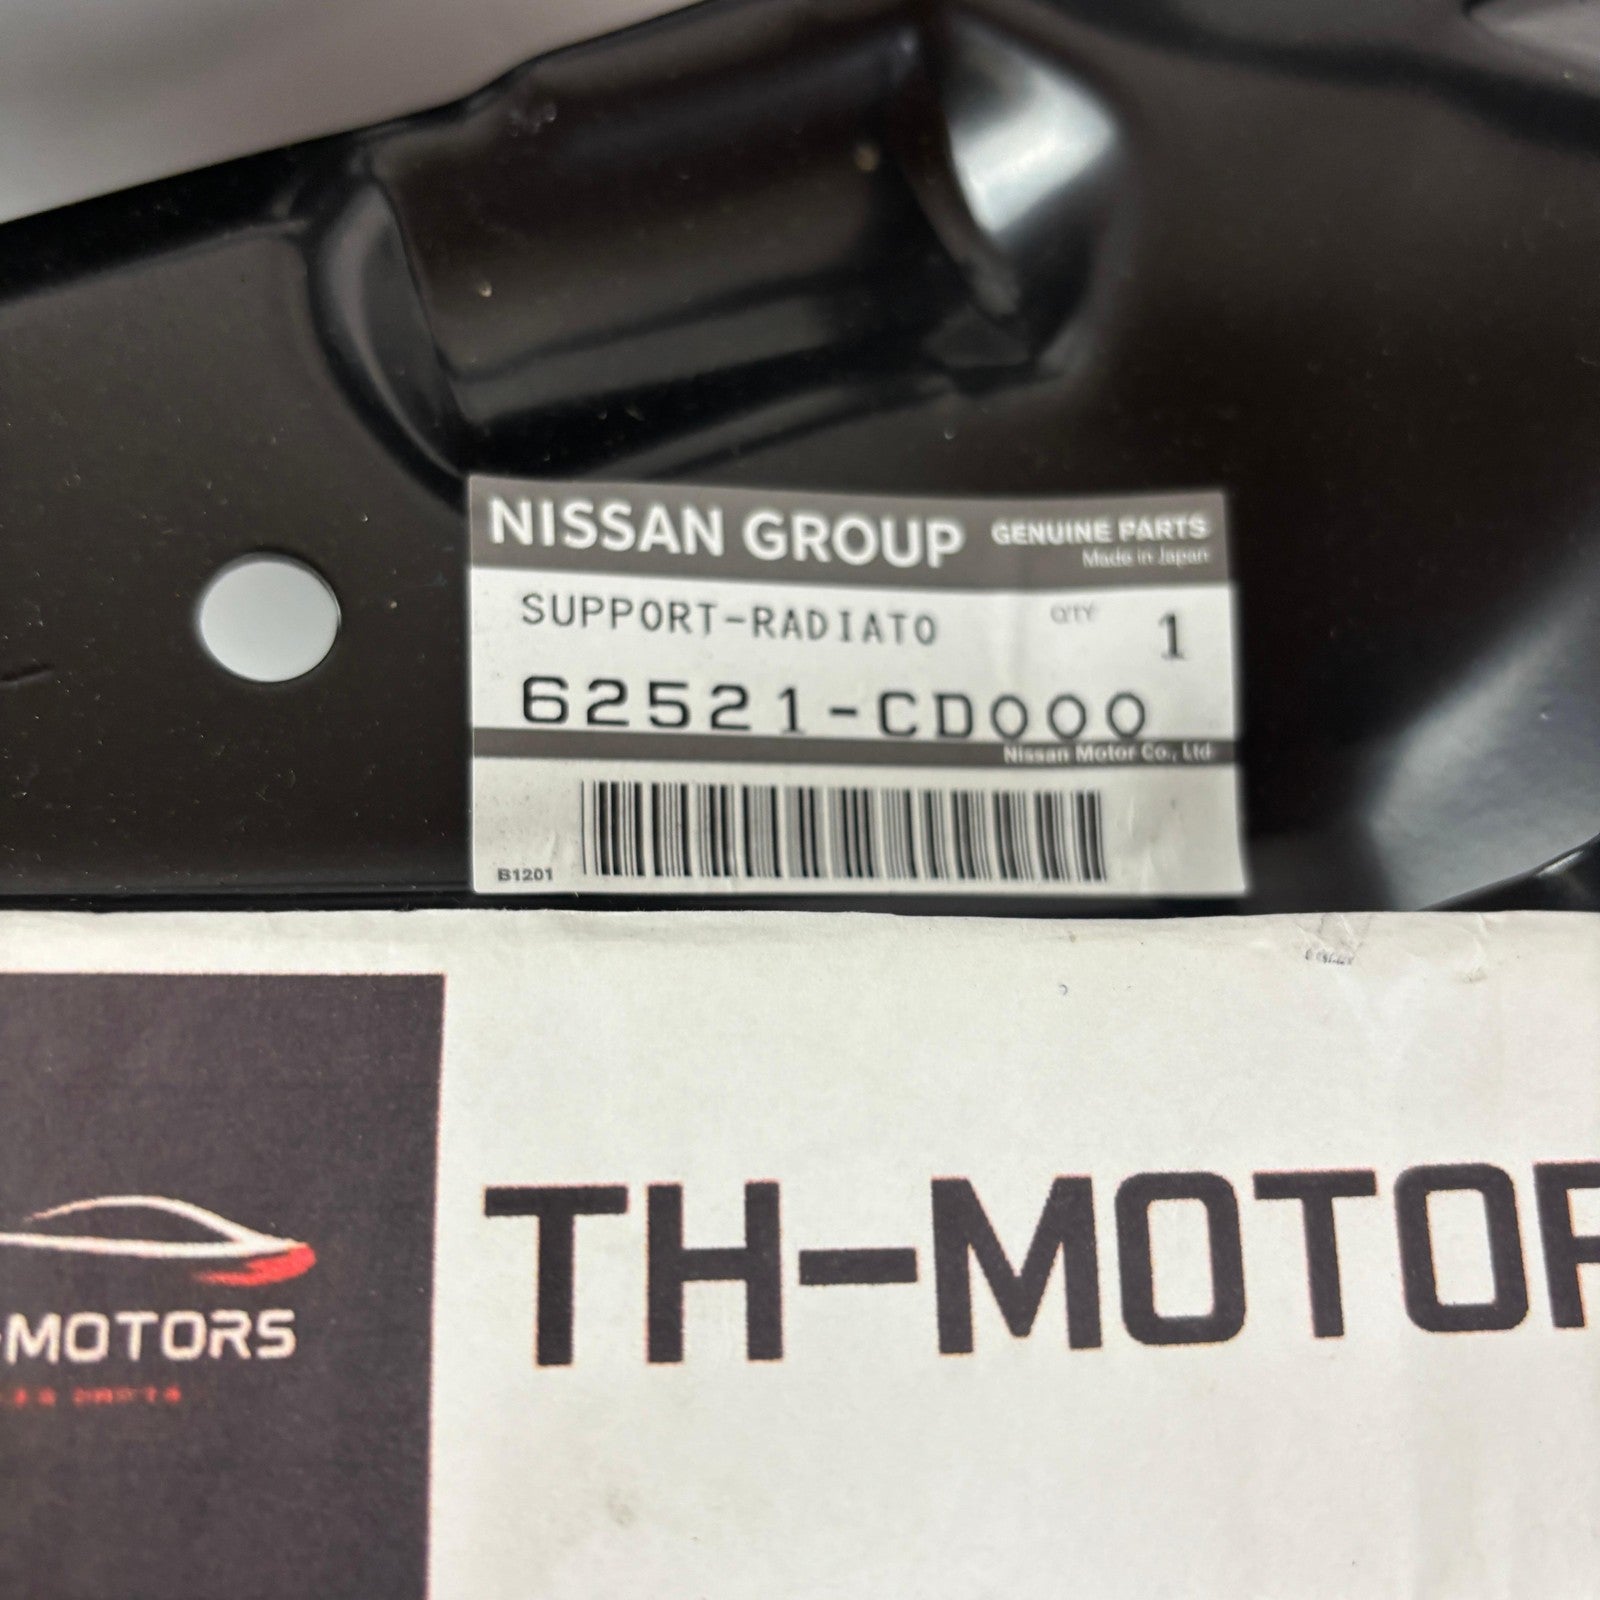 NISSAN GROUP GENUINE PARTS
Made in Japan
SUPPORT-RADIATO QTY 1
62521-CD000
Nissan Motor Co., Ltd
B1201
-MOTORS
TH-MOTOR